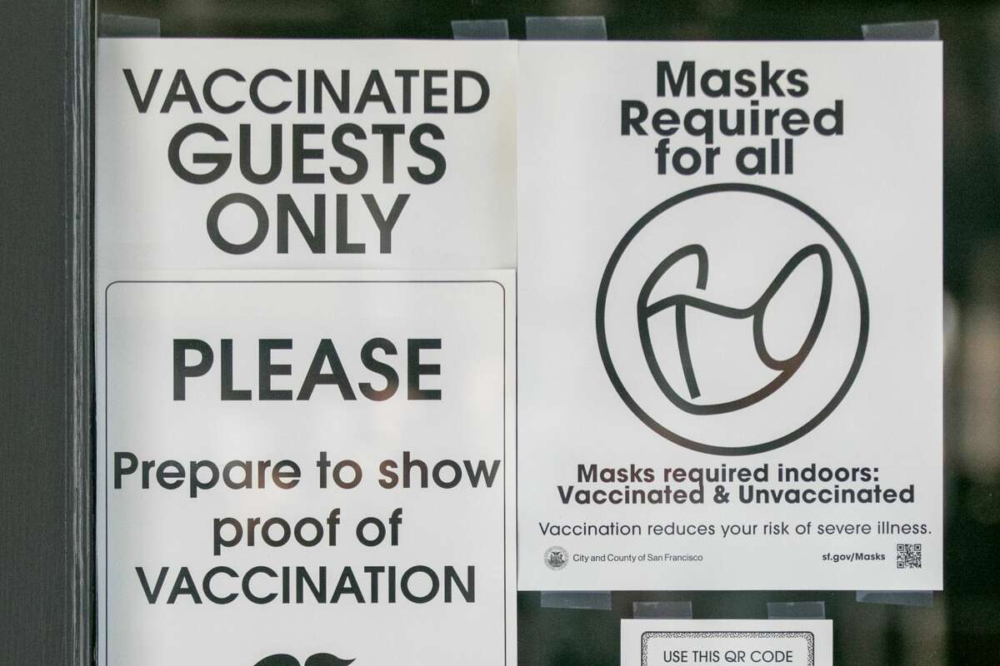 VACCINATED
GUESTS
ONLY
PLEASE
Prepare to show
proof of
VACCINATION
Masks
Required
for all
Masks required indoors:
Vaccinated & Unvaccinated
Vaccination reduces your risk of severe illness.
City and County of San Francisco
sf.gov/Masks
USE THIS QR CODE